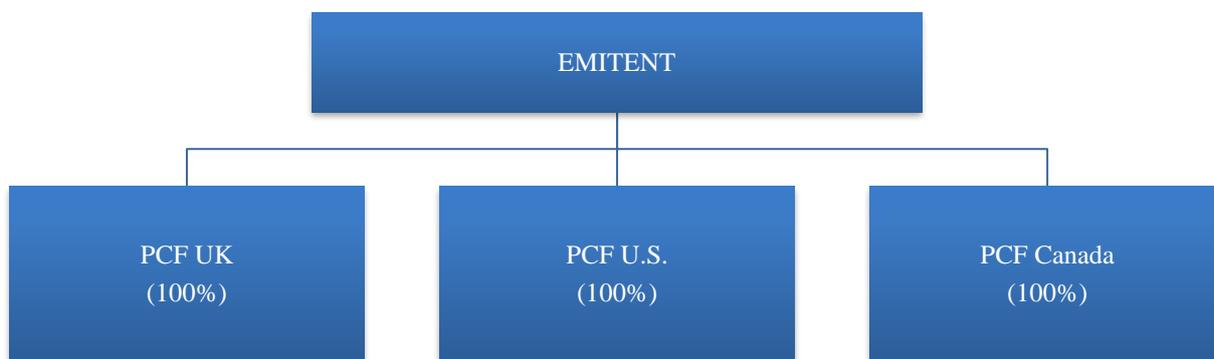 EMITENT
PCF UK
(100%)
PCF U.S.
(100%)
PCF Canada
(100%)